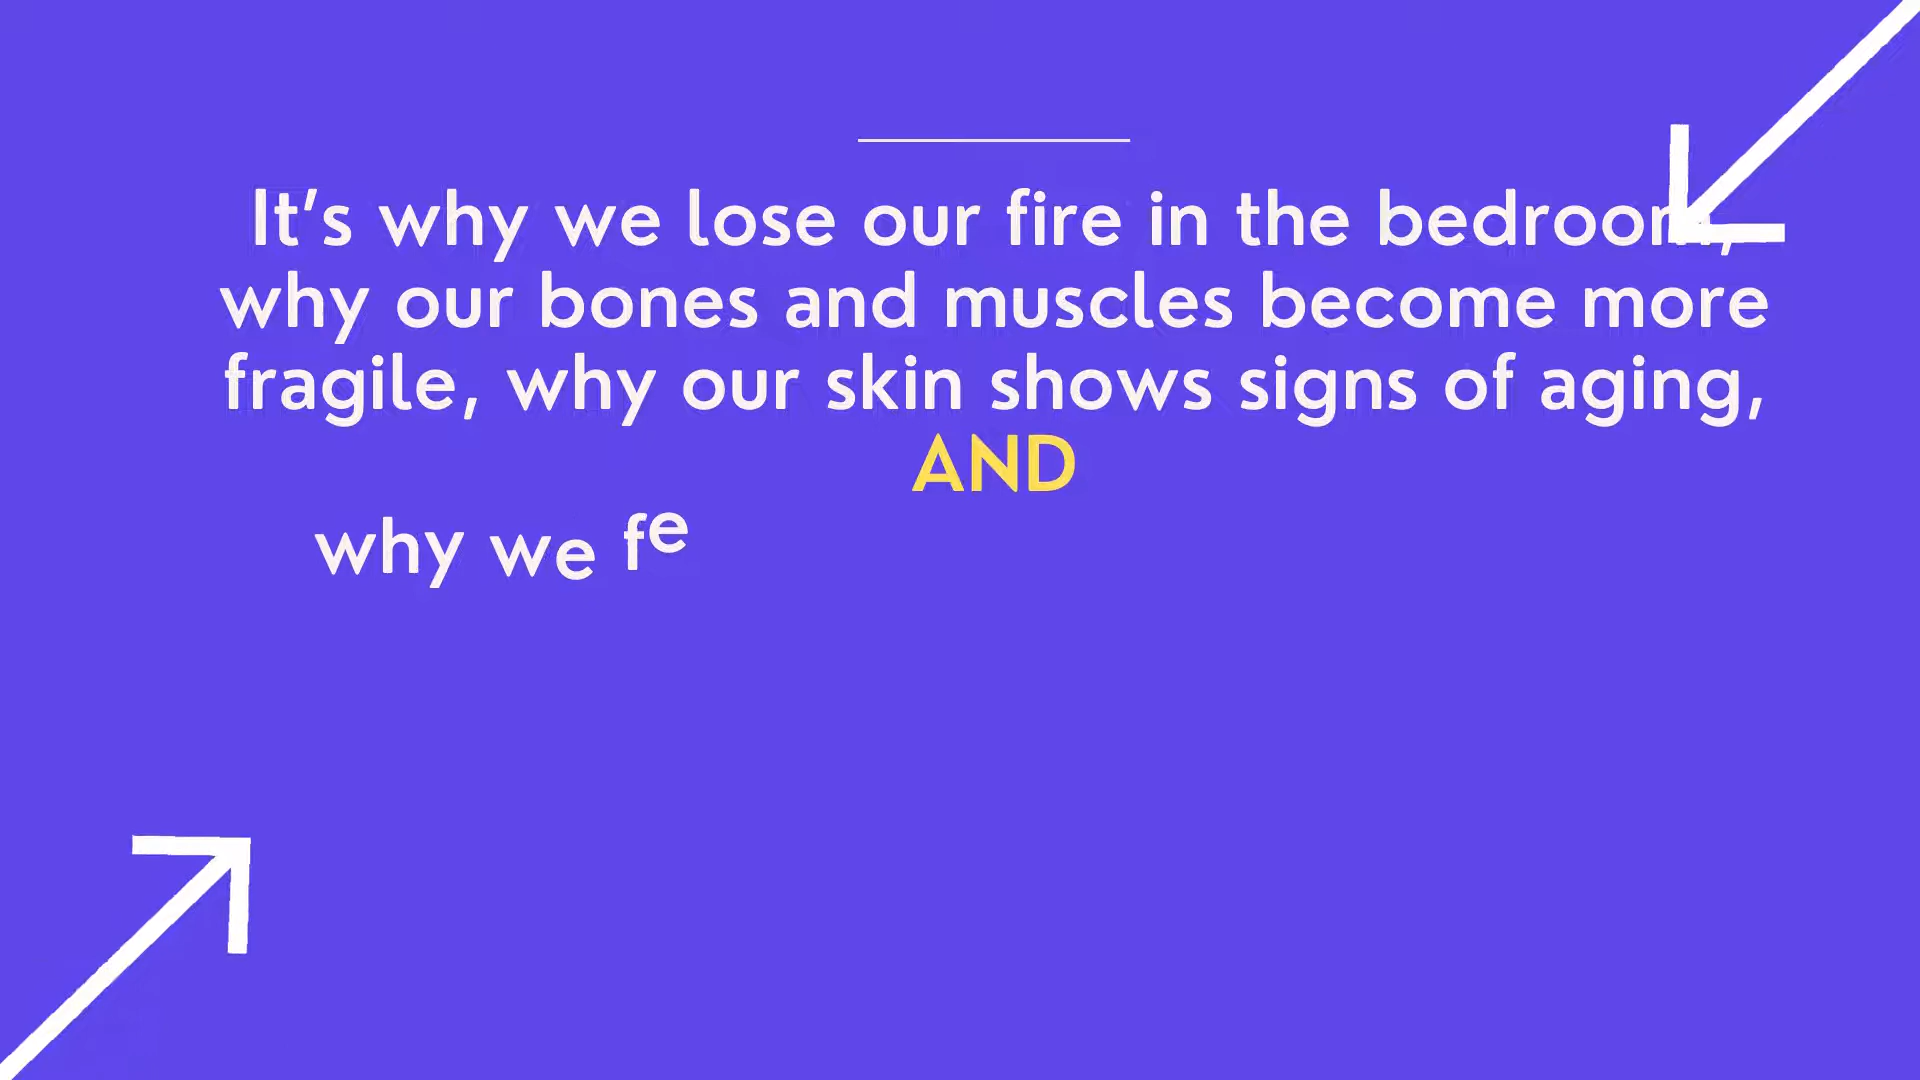 It’s why we lose our fire in the bedroom,
why our bones and muscles become more
fragile, why our skin shows signs of aging,
AND
why we fe